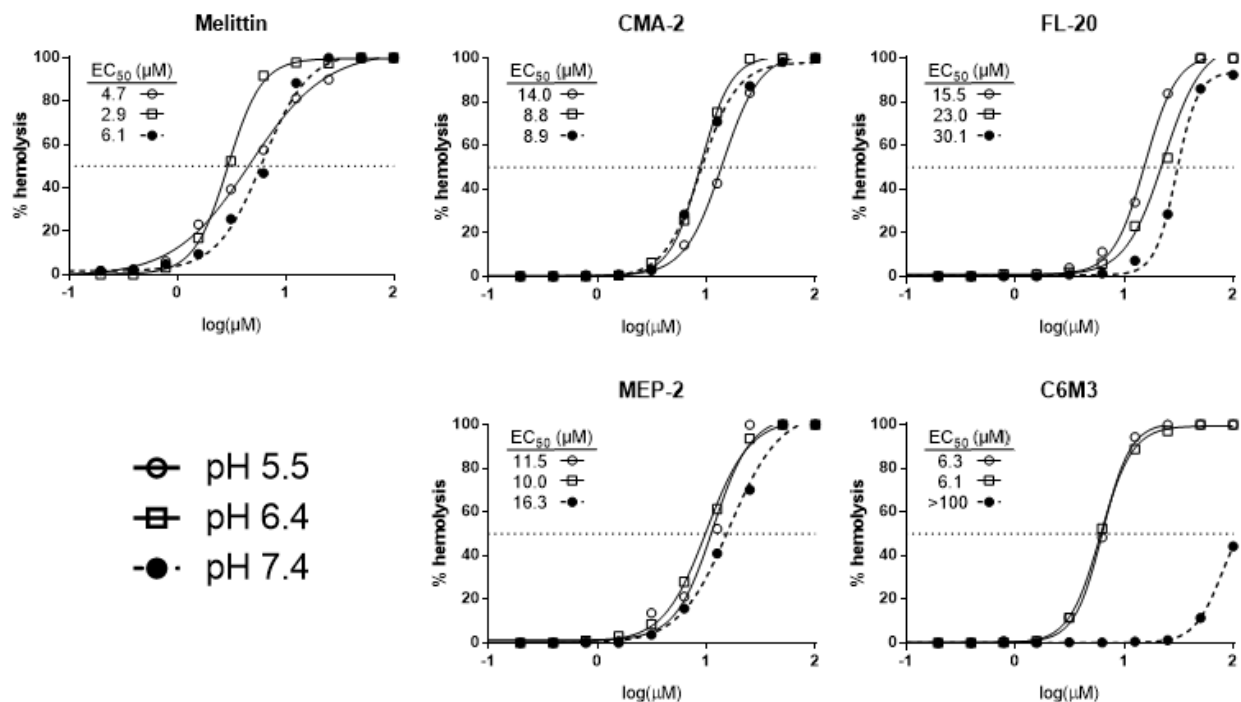 Melittin
% hemolysis
100
80
60
40
20
0
EC50 (µM)
4.7
2.9
6.1
-1 0 1 2
log(µM)
CMA-2
% hemolysis
100
80
60
40
20
0
EC50 (µM)
14.0
8.8
8.9
-1 0 1 2
log(µM)
FL-20
% hemolysis
100
80
60
40
20
0
EC50 (µM)
15.5
23.0
30.1
-1 0 1 2
log(µM)
pH 5.5
pH 6.4
pH 7.4
MEP-2
% hemolysis
100
80
60
40
20
0
EC50 (µM)
11.5
10.0
16.3
-1 0 1 2
log(µM)
C6M3
% hemolysis
100
80
60
40
20
0
EC50 (µM)
6.3
6.1
>100
-1 0 1 2
log(µM)